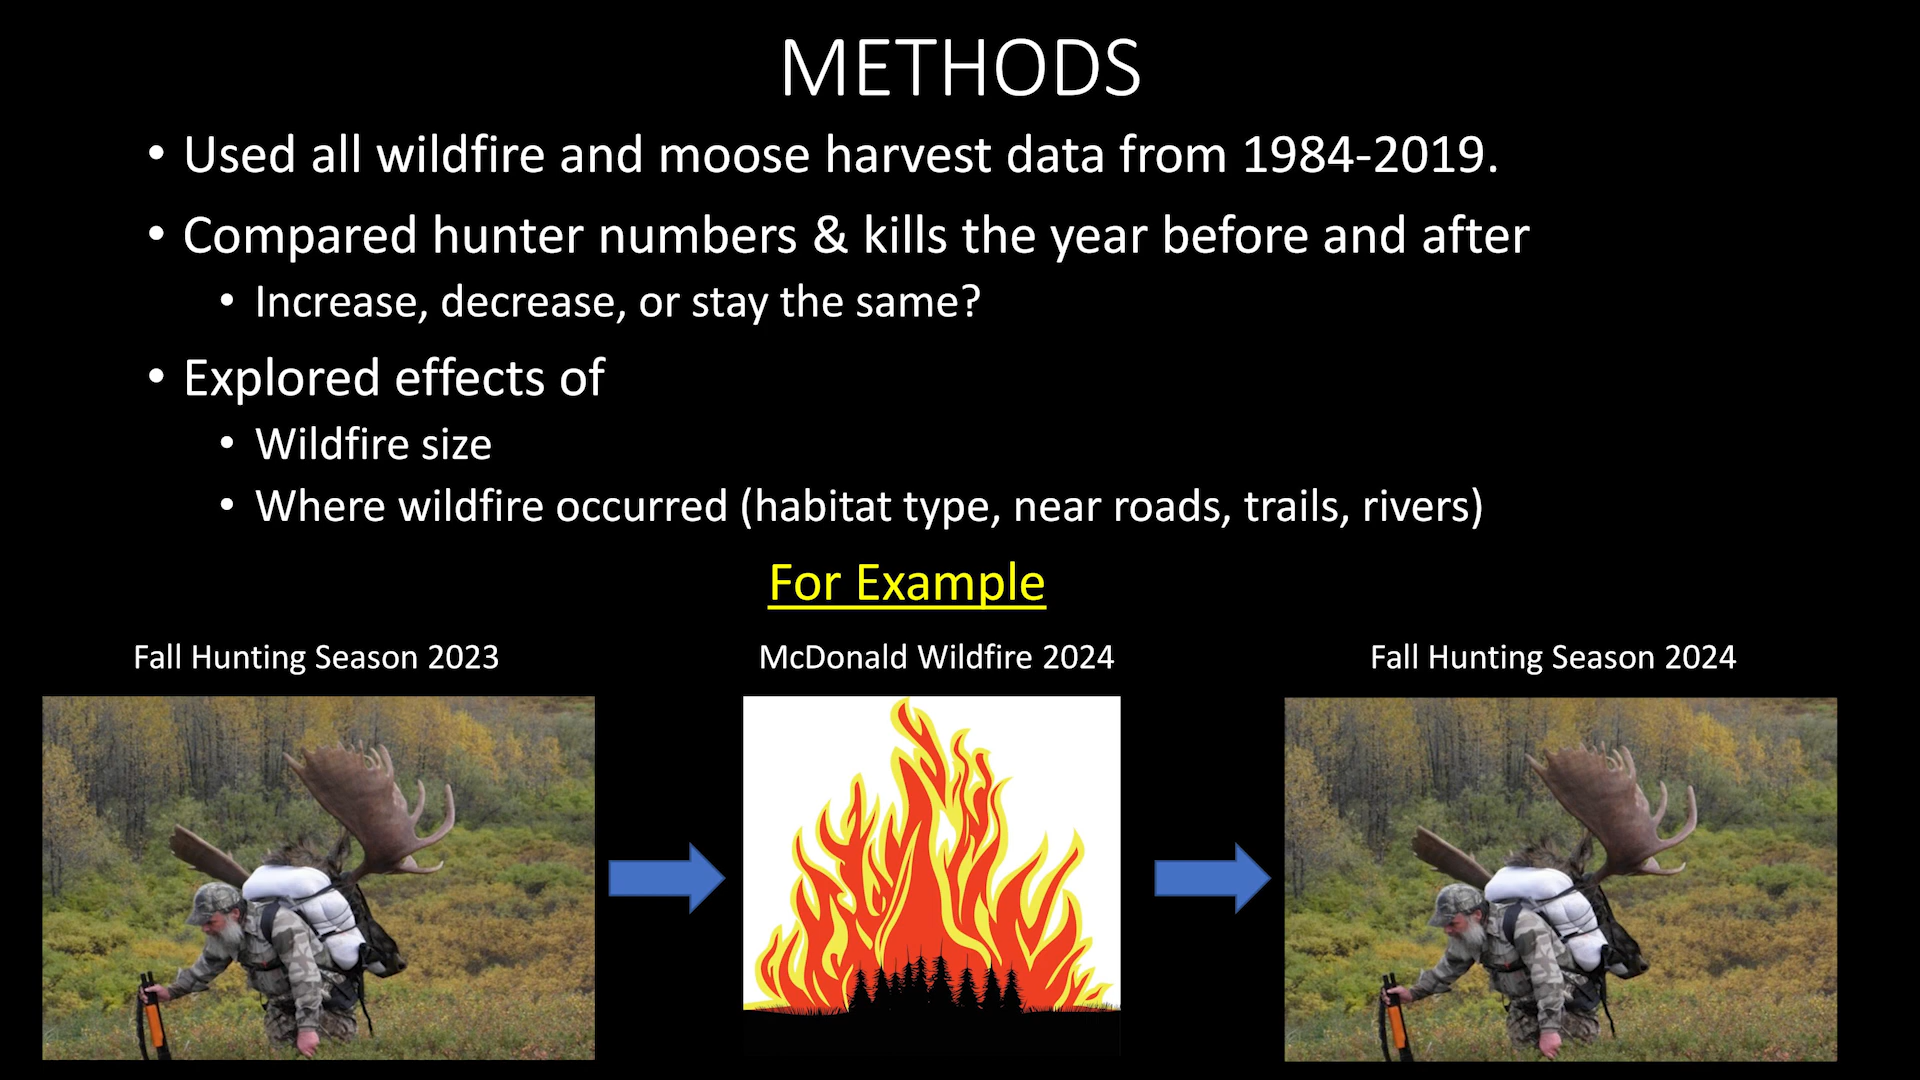 METHODS
• Used all wildfire and moose harvest data from 1984-2019.
• Compared hunter numbers & kills the year before and after
• Increase, decrease, or stay the same?
• Explored effects of
• Wildfire size
• Where wildfire occurred (habitat type, near roads, trails, rivers)
For Example
Fall Hunting Season 2023
McDonald Wildfire 2024
Fall Hunting Season 2024